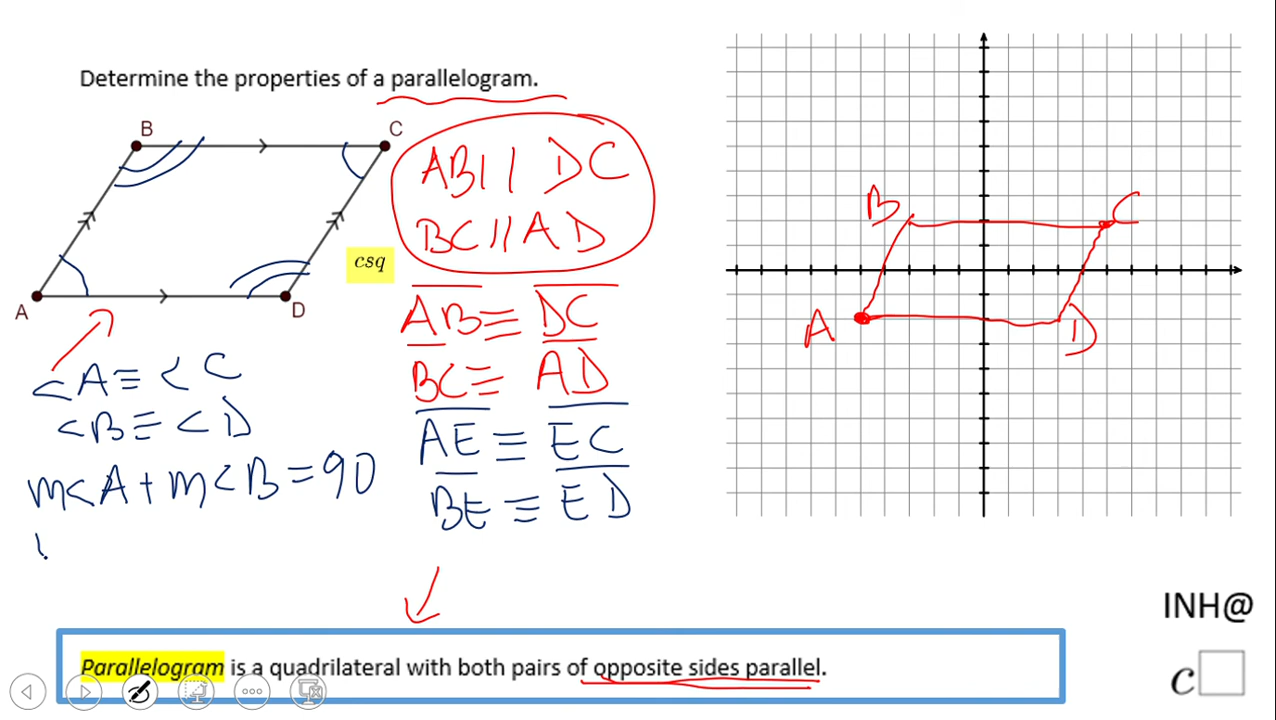 Determine the properties of a parallelogram.
B
C
A
D
csq
AB // DC
BC // AD
AB ≡ DC
BC ≡ AD
AE ≡ EC
BE ≡ ED
<A ≡ <C
<B ≡ <D
m<A + m<B = 90
B
C
A
D
Parallelogram is a quadrilateral with both pairs of opposite sides parallel.
INH@
c